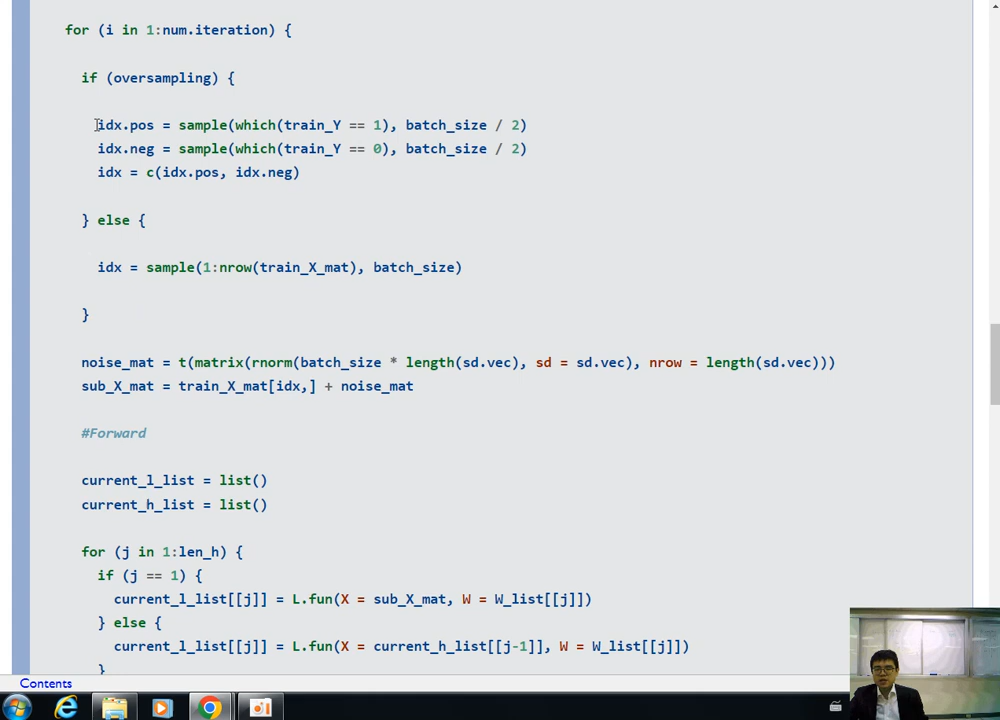 for (i in 1:num.iteration) {
if (oversampling) {
idx.pos = sample(which(train_Y == 1), batch_size / 2)
idx.neg = sample(which(train_Y == 0), batch_size / 2)
idx = c(idx.pos, idx.neg)
} else {
idx = sample(1:nrow(train_X_mat), batch_size)
}
noise_mat = t(matrix(rnorm(batch_size * length(sd.vec), sd = sd.vec), nrow = length(sd.vec)))
sub_X_mat = train_X_mat[idx,] + noise_mat
#Forward
current_l_list = list()
current_h_list = list()
for (j in 1:len_h) {
if (j == 1) {
current_l_list[[j]] = L.fun(X = sub_X_mat, W = W_list[[j]])
} else {
current_l_list[[j]] = L.fun(X = current_h_list[[j-1]], W = W_list[[j]])
}
Contents